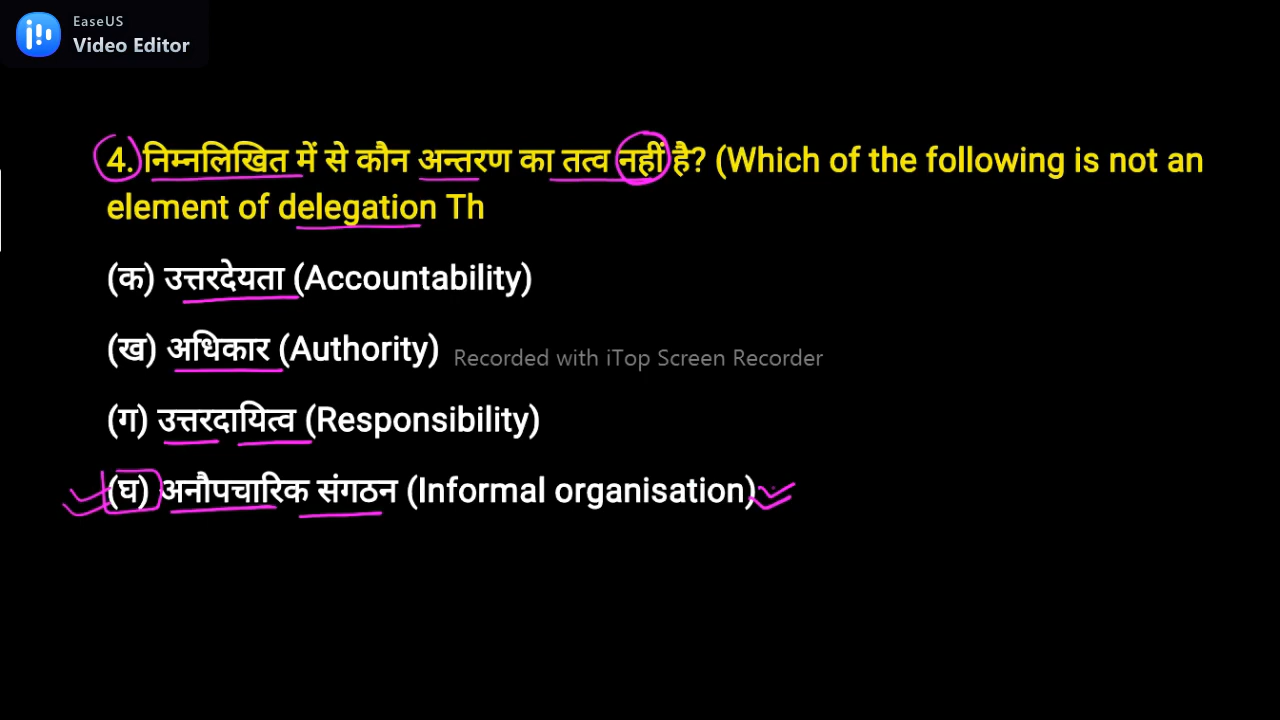 EaseUS
Video Editor
4. निम्नलिखित में से कौन अन्तरण का तत्व नहीं है? (Which of the following is not an
element of delegation Th
(क) उत्तरदेयता (Accountability)
(ख) अधिकार (Authority)
Recorded with iTop Screen Recorder
(ग) उत्तरदायित्व (Responsibility)
(घ) अनौपचारिक संगठन (Informal organisation)